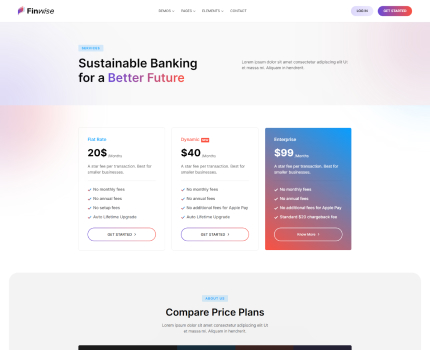 Finwise
DEMOS PAGES ELEMENTS CONTACT
LOG IN
GET STARTED
SERVICES
Sustainable Banking
for a Better Future
Lorem ipsum dolor sit amet consectetur adipiscing elit Ut
et massa mi. Aliquam in hendrerit
Flat Rate
20$ /Months
A star fee per transaction. Best for
smaller businesses.
No monthly fees
No annual fees
No setup fees
Auto Lifetime Upgrade
GET STARTED
Dynamic
$40 /Months
A star fee per transaction. Best for
smaller businesses.
No monthly fees
No annual fees
No additional fees for Apple Pay
Auto Lifetime Upgrade
GET STARTED
Enterprise
$99 /Months
A star fee per transaction. Best for
smaller businesses.
No monthly fees
No annual fees
No additional fees for Apple Pay
Standard $20 chargeback fee
Know More
ABOUT US
Compare Price Plans
Lorem ipsum dolor sit amet consectetur adipiscing elit Ut et
massa mi. Aliquam in hendrerit.